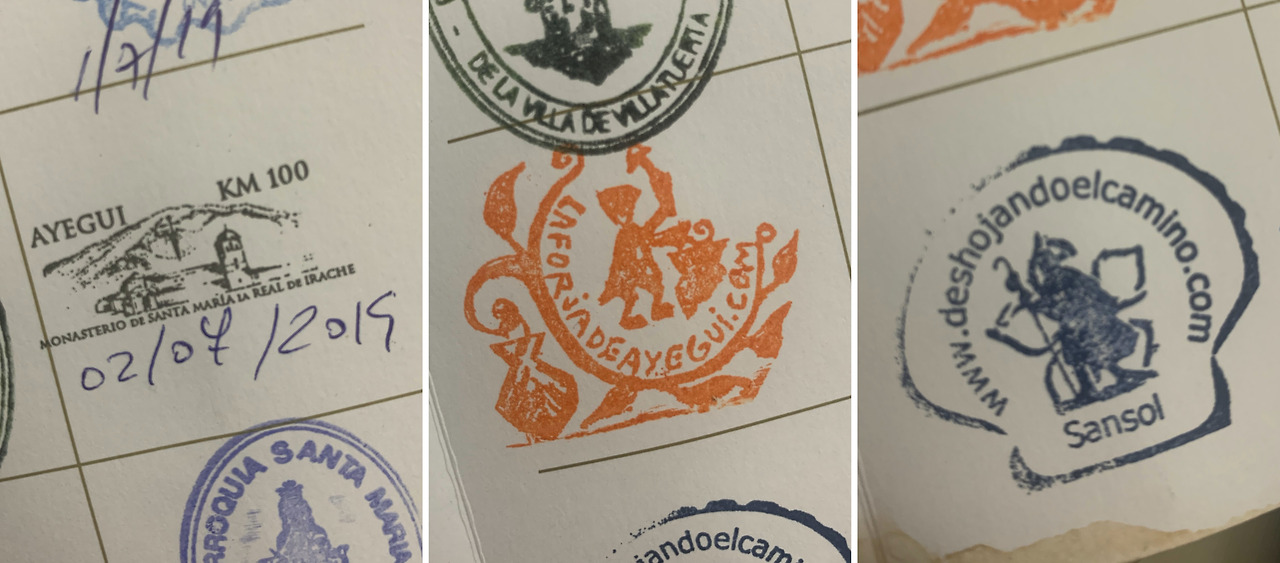 1/7/19
KM 100
AYEGUI
MONASTERIO DE SANTA MARÍA LA REAL DE IRACHE
02/07/2019
RROQUIA SANTA MARIA
DE LA VILLA DE VILLATUERTA
LAFORJADEAYEGUI.COM
jandoelcami
www.deshojandoelcamino.com
Sansol